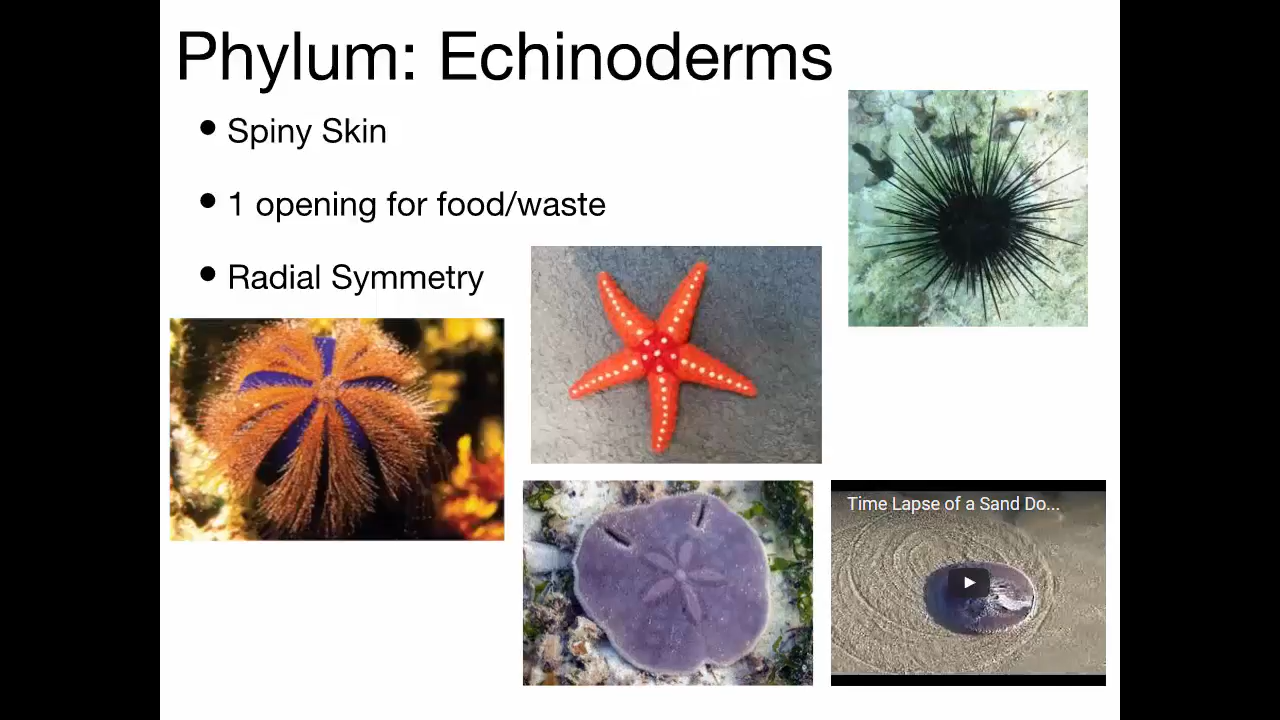 Phylum: Echinoderms
• Spiny Skin
• 1 opening for food/waste
• Radial Symmetry
Time Lapse of a Sand Do...